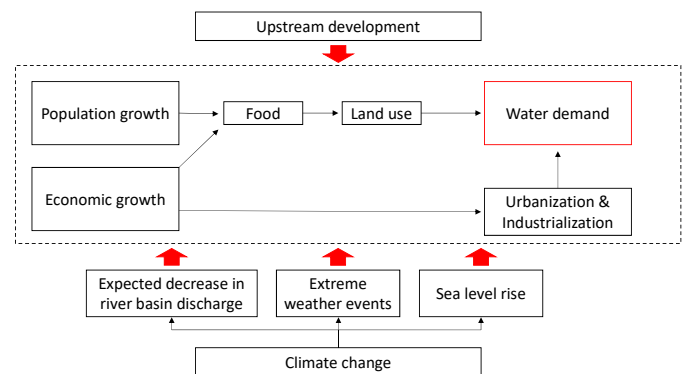 Upstream development
Population growth
Food
Land use
Water demand
Economic growth
Urbanization &
Industrialization
Expected decrease in
river basin discharge
Extreme
weather events
Sea level rise
Climate change